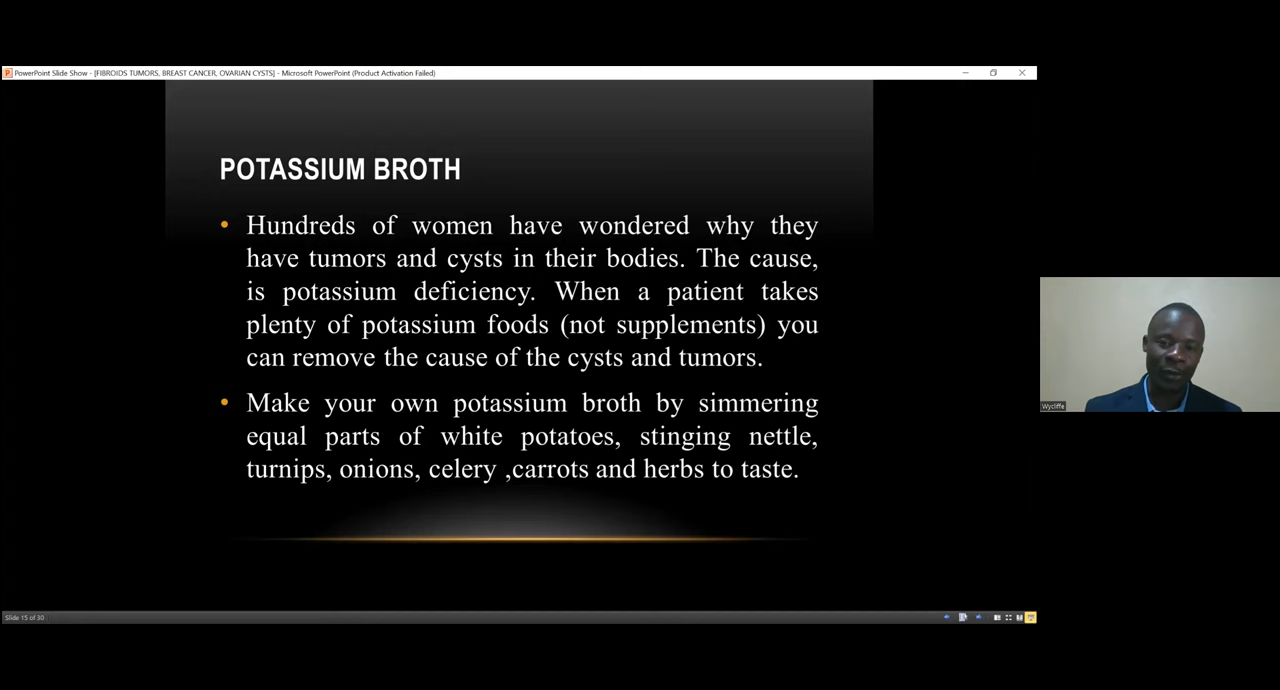 PowerPoint Slide Show - [FIBROIDS TUMORS, BREAST CANCER, OVARIAN CYSTS] - Microsoft PowerPoint (Product Activation Failed)
POTASSIUM BROTH
• Hundreds of women have wondered why they
have tumors and cysts in their bodies. The cause,
is potassium deficiency. When a patient takes
plenty of potassium foods (not supplements) you
can remove the cause of the cysts and tumors.
• Make your own potassium broth by simmering
equal parts of white potatoes, stinging nettle,
turnips, onions, celery ,carrots and herbs to taste.
Wycliffe
Slide 15 of 30